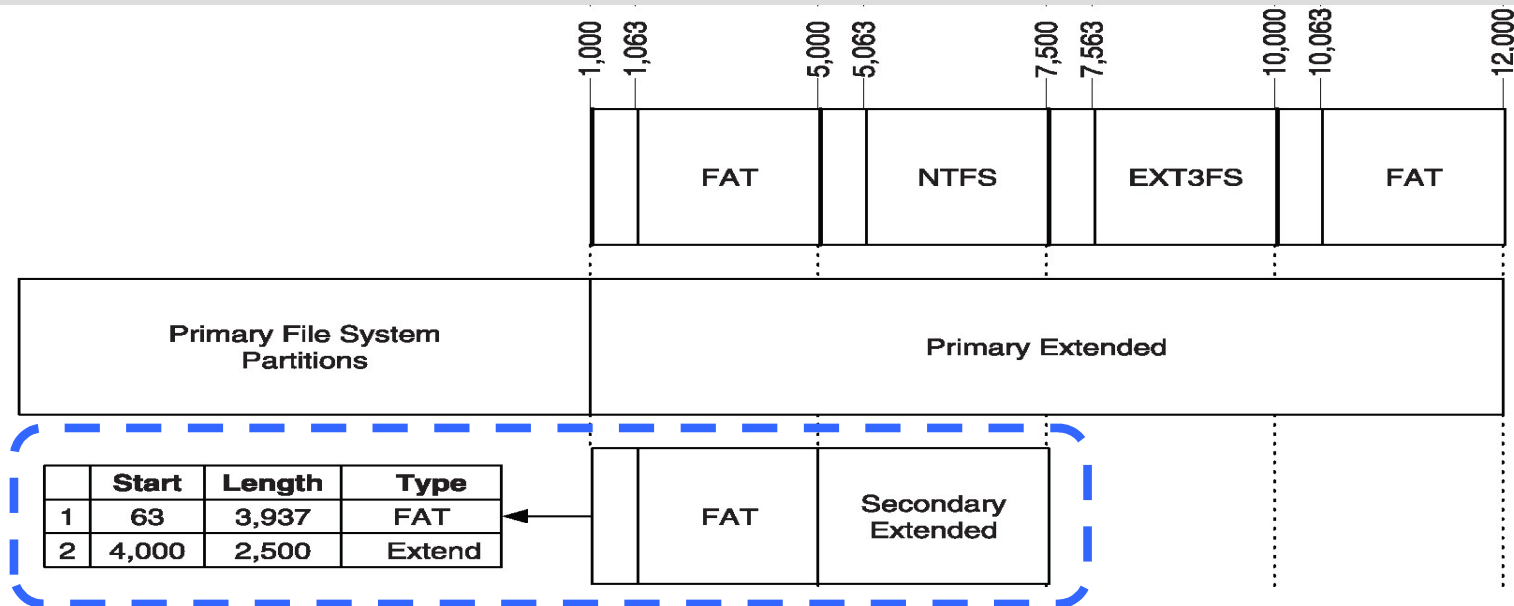 1,000
1,063
5,000
5,063
7,500
7,563
10,000
10,063
12,000
FAT
NTFS
EXT3FS
FAT
Primary File System
Partitions
Primary Extended
Start Length Type
1 63 3,937 FAT
2 4,000 2,500 Extend
FAT
Secondary
Extended